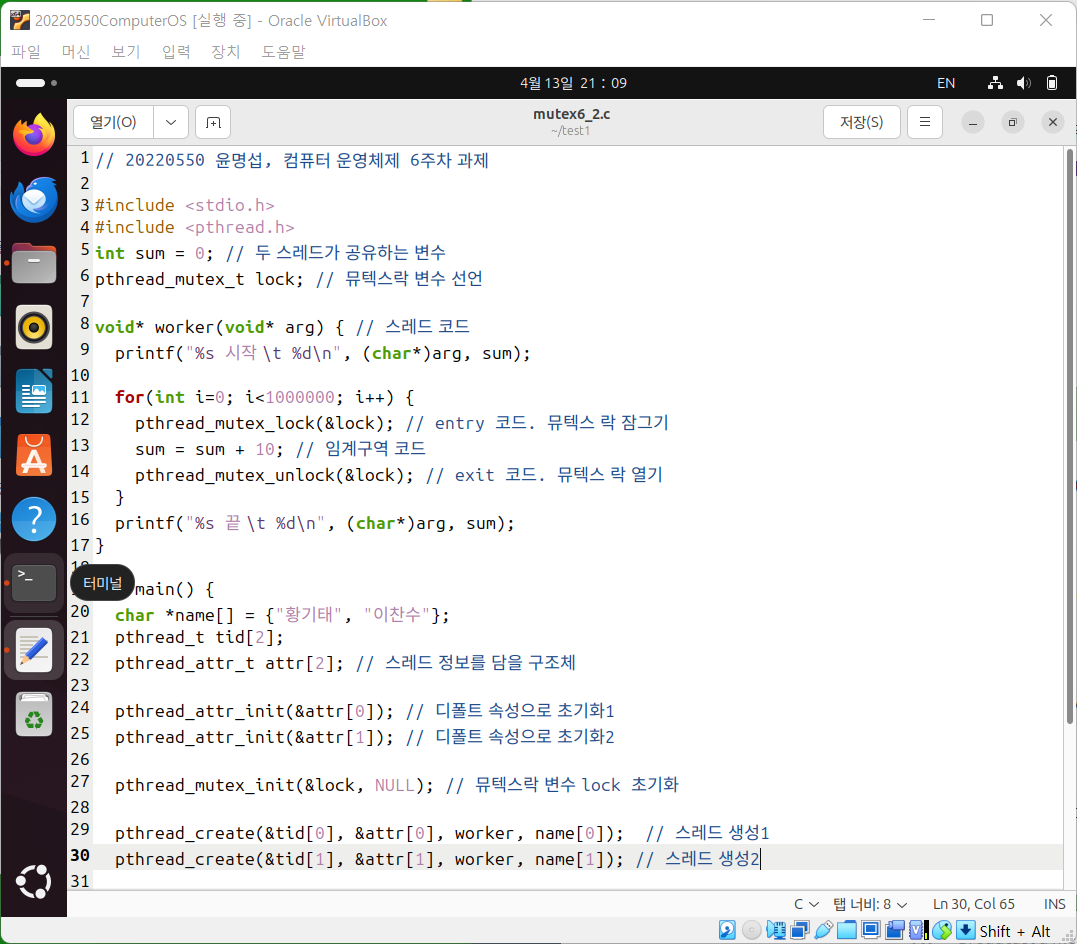 20220550ComputerOS [실행 중] - Oracle VirtualBox
파일 머신 보기 입력 장치 도움말
4월 13일 21 : 09 EN
열기(O) mutex6_2.c 저장(S)
~/test1
1 // 20220550 윤명섭, 컴퓨터 운영체제 6주차 과제
2
3 #include <stdio.h>
4 #include <pthread.h>
5 int sum = 0; // 두 스레드가 공유하는 변수
6 pthread_mutex_t lock; // 뮤텍스락 변수 선언
7
8 void* worker(void* arg) { // 스레드 코드
9 printf("%s 시작 \t %d\n", (char*)arg, sum);
10
11 for(int i=0; i<1000000; i++) {
12 pthread_mutex_lock(&lock); // entry 코드. 뮤텍스 락 잠그기
13 sum = sum + 10; // 임계구역 코드
14 pthread_mutex_unlock(&lock); // exit 코드. 뮤텍스 락 열기
15 }
16 printf("%s 끝 \t %d\n", (char*)arg, sum);
17 }
터미널 main() {
20 char *name[] = {"황기태", "이찬수"};
21 pthread_t tid[2];
22 pthread_attr_t attr[2]; // 스레드 정보를 담을 구조체
23
24 pthread_attr_init(&attr[0]); // 디폴트 속성으로 초기화1
25 pthread_attr_init(&attr[1]); // 디폴트 속성으로 초기화2
26
27 pthread_mutex_init(&lock, NULL); // 뮤텍스락 변수 lock 초기화
28
29 pthread_create(&tid[0], &attr[0], worker, name[0]); // 스레드 생성1
30 pthread_create(&tid[1], &attr[1], worker, name[1]); // 스레드 생성2
31
C 탭 너비: 8 Ln 30, Col 65 INS
Shift + Alt